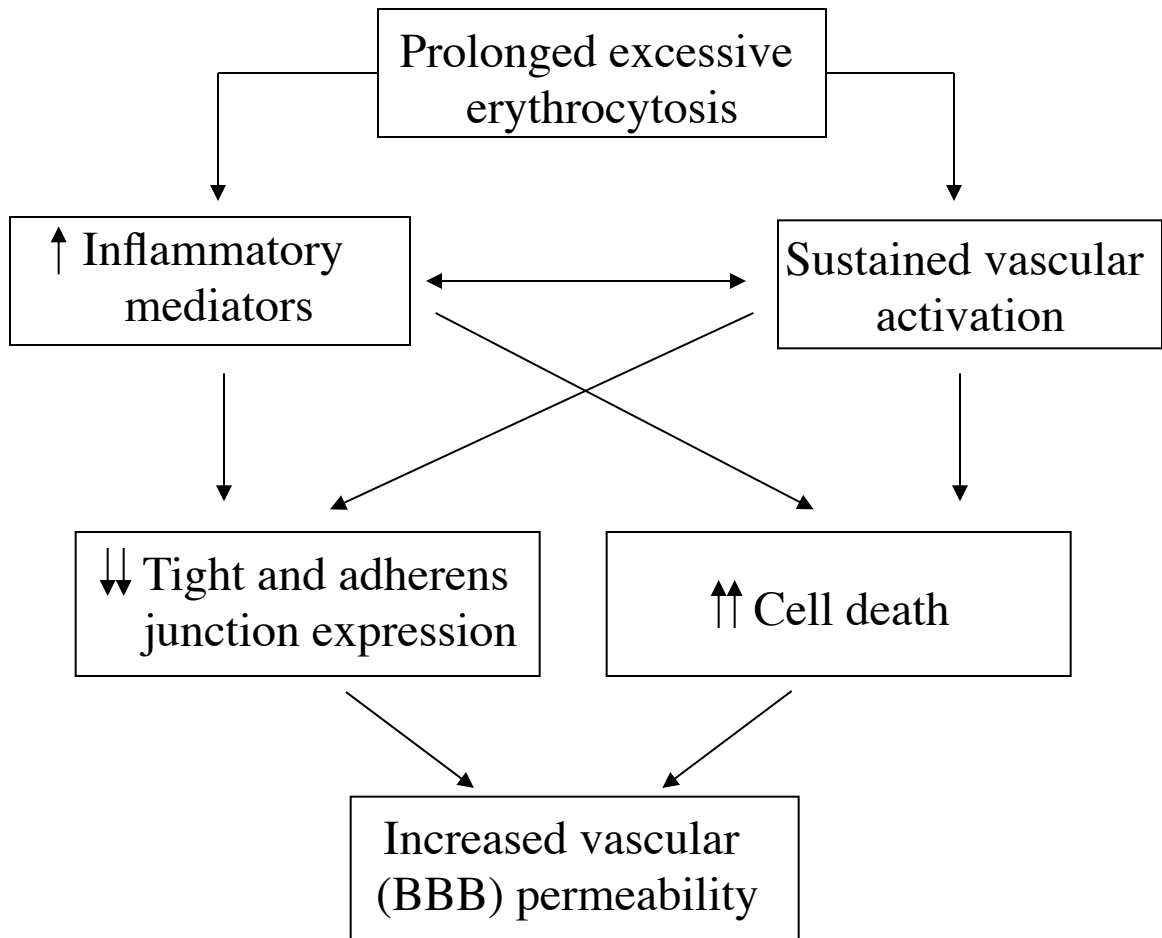 Prolonged excessive
erythrocytosis
↑ Inflammatory
mediators
Sustained vascular
activation
↓↓ Tight and adherens
junction expression
↑↑ Cell death
Increased vascular
(BBB) permeability